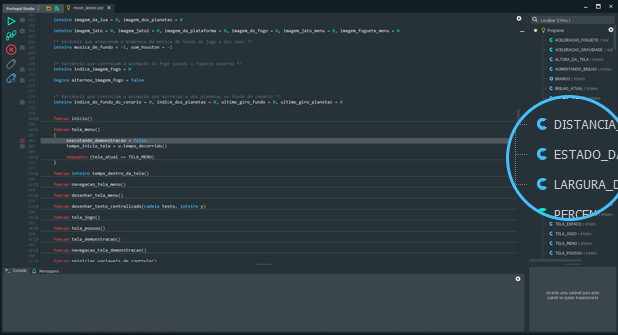 Portugol Studio
moon_lander.por
inteiro imagem_da_lua = 0, imagem_dos_planetas = 0
inteiro imagem_jato = 0, imagem_jato2 = 0, imagem_da_plataforma = 0, imagem_do_fogo = 0, imagem_jato_menu = 0, imagem_foguete_menu = 0
/* Variáveis que armazenam o endereço da música de fundo do jogo e dos sons */
inteiro musica_de_fundo = -1, som_houston = -1
/* Variáveis que controlam a animação do fogo quando o foguete quebrou */
inteiro indice_imagem_fogo = 0
logico alternou_imagem_fogo = falso
/* Variáveis que controlam a animação das estrelas e dos planetas no fundo do cenário */
inteiro indice_do_fundo_do_cenario = 0, indice_dos_planetas = 0, ultimo_giro_fundo = 0, ultimo_giro_planetas = 0
funcao inicio()
funcao tela_menu()
{
executando_demonstracao = falso
tempo_inicio_tela = u.tempo_decorrido()
enquanto (tela_atual == TELA_MENU)
}
funcao inteiro tempo_dentro_da_tela()
funcao navegacao_tela_menu()
funcao desenhar_tela_menu()
funcao desenhar_texto_centralizado(cadeia texto, inteiro y)
funcao tela_jogo()
funcao tela_pousou()
funcao tela_demonstracao()
funcao navegacao_tela_demonstracao()
funcao reiniciar_variaveis_de_controle()
Console
Mensagens
Localizar (Ctrl+L)
Programa
ACELERACAO_FOGUETE : real
ACELERACAO_GRAVIDADE : real
ALTURA_DA_TELA : inteiro
AUMENTANDO_BRILHO : inteiro
BRANCO : inteiro
BRILHO_ATUAL : inteiro
DISTANCIA_
ESTADO_DA
LARGURA_D
PERCEN
TELA_ESPACO : inteiro
TELA_JOGO : inteiro
TELA_MENU : inteiro
TELA_POUSOU : inteiro
Arraste uma variável para este
painel se quiser inspecioná-la